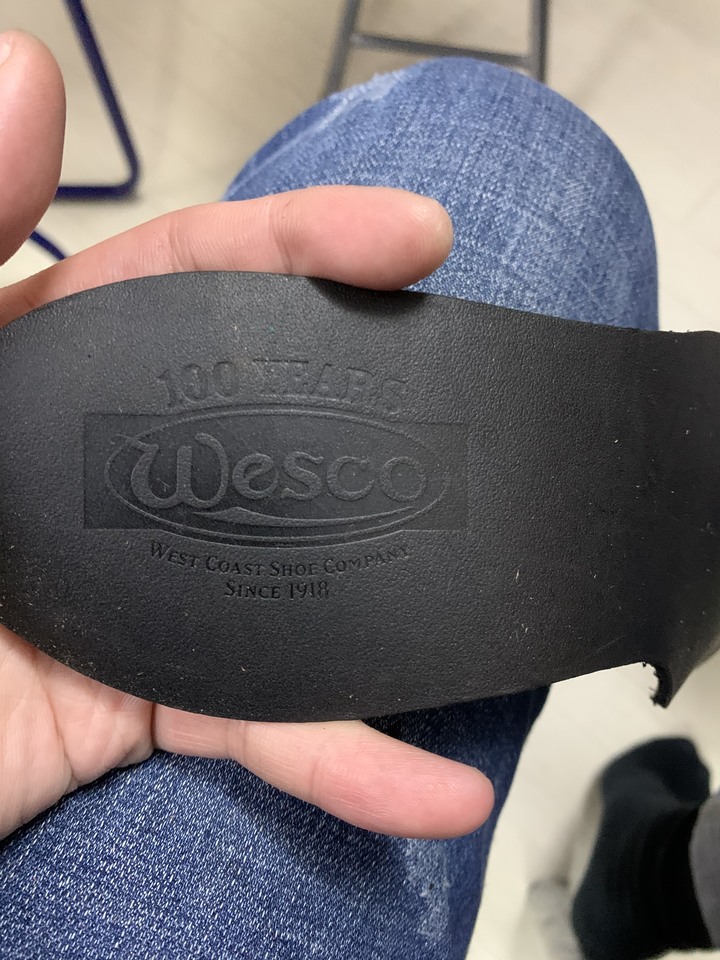 100 YEARS
Wesco
WEST COAST SHOE COMPANY
SINCE 1918